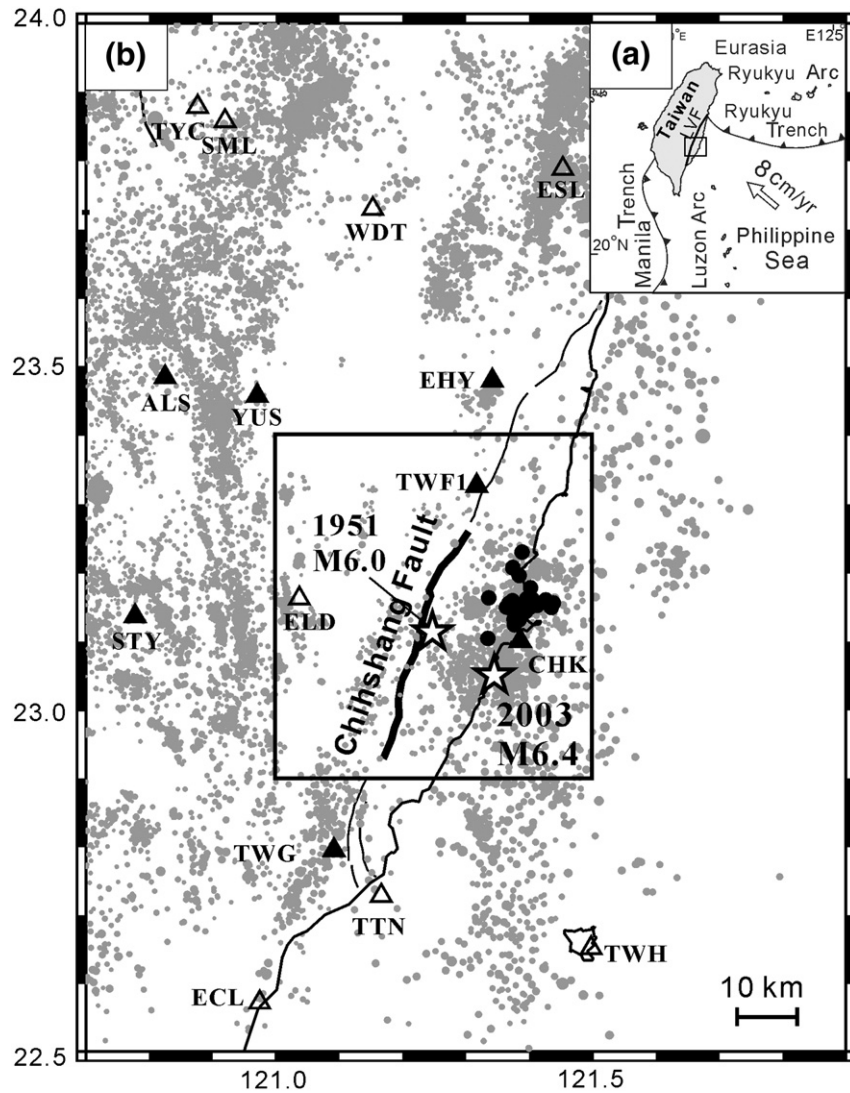 24.0
(b)
(a)
°E
E125°
Eurasia
Ryukyu Arc
Ryukyu
Trench
Taiwan
LVF
8 cm/yr
Manila
Trench
Luzon Arc
Philippine
Sea
20°N
TYC
SML
WDT
ESL
23.5
ALS
YUS
EHY
TWF1
1951
M6.0
Chihshang Fault
ELD
STY
CHK
2003
M6.4
23.0
TWG
TTN
TWH
ECL
10 km
22.5
121.0
121.5